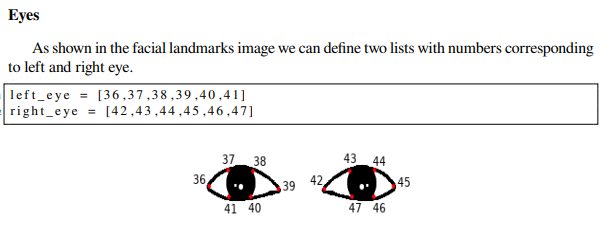 Eyes
As shown in the facial landmarks image we can define two lists with numbers corresponding
to left and right eye.
left_eye = [36,37,38,39,40,41]
right_eye = [42,43,44,45,46,47]
37 38 43 44
36 39 42 45
41 40 47 46